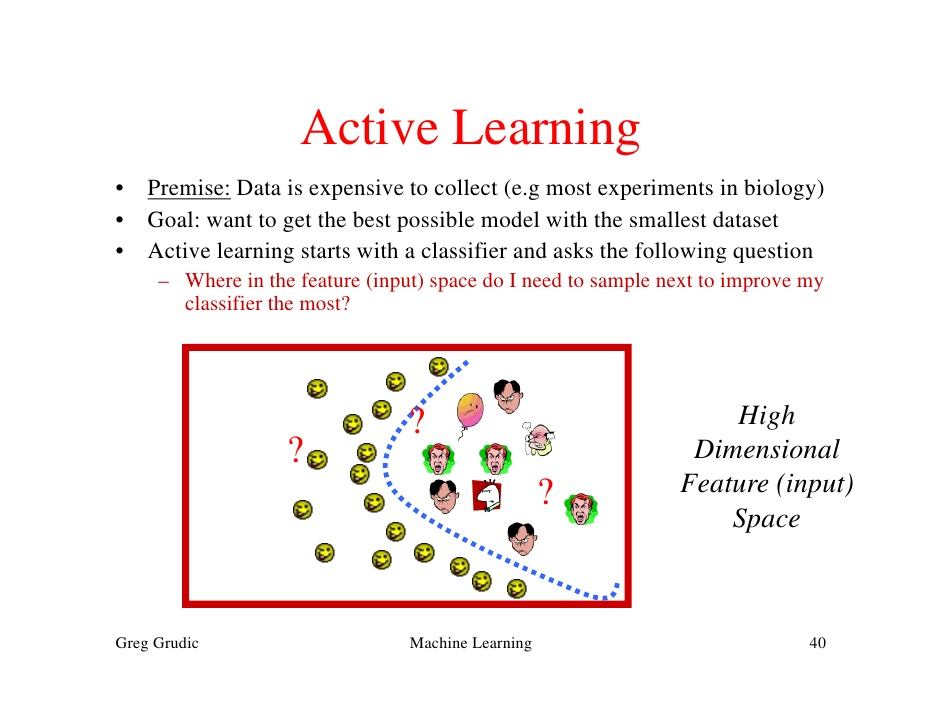 Active Learning
• Premise: Data is expensive to collect (e.g most experiments in biology)
• Goal: want to get the best possible model with the smallest dataset
• Active learning starts with a classifier and asks the following question
– Where in the feature (input) space do I need to sample next to improve my
classifier the most?
?
?
?
High
Dimensional
Feature (input)
Space
Greg Grudic
Machine Learning
40